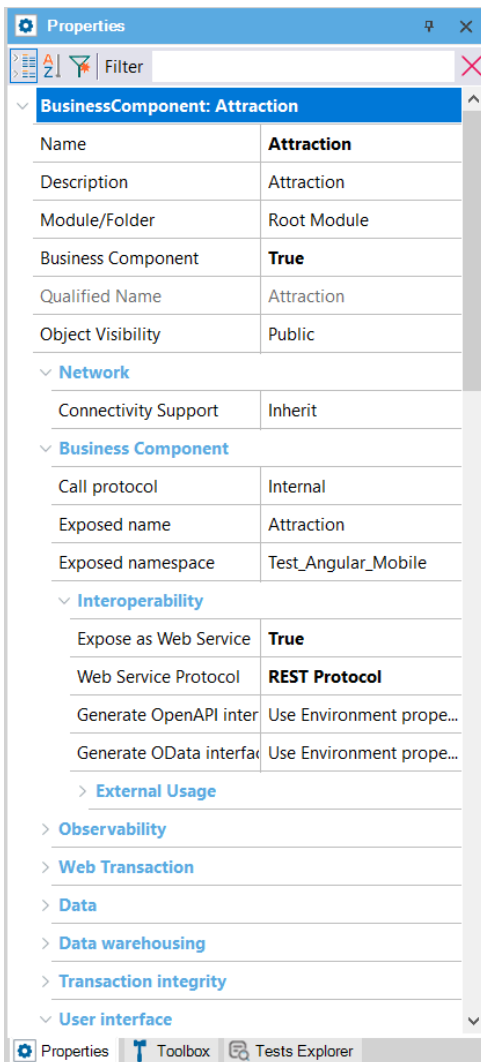 Properties
Filter
BusinessComponent: Attraction
Name Attraction
Description Attraction
Module/Folder Root Module
Business Component True
Qualified Name Attraction
Object Visibility Public
Network
Connectivity Support Inherit
Business Component
Call protocol Internal
Exposed name Attraction
Exposed namespace Test_Angular_Mobile
Interoperability
Expose as Web Service True
Web Service Protocol REST Protocol
Generate OpenAPI inter Use Environment prope...
Generate OData interfac Use Environment prope...
External Usage
Observability
Web Transaction
Data
Data warehousing
Transaction integrity
User interface
Properties Toolbox Tests Explorer